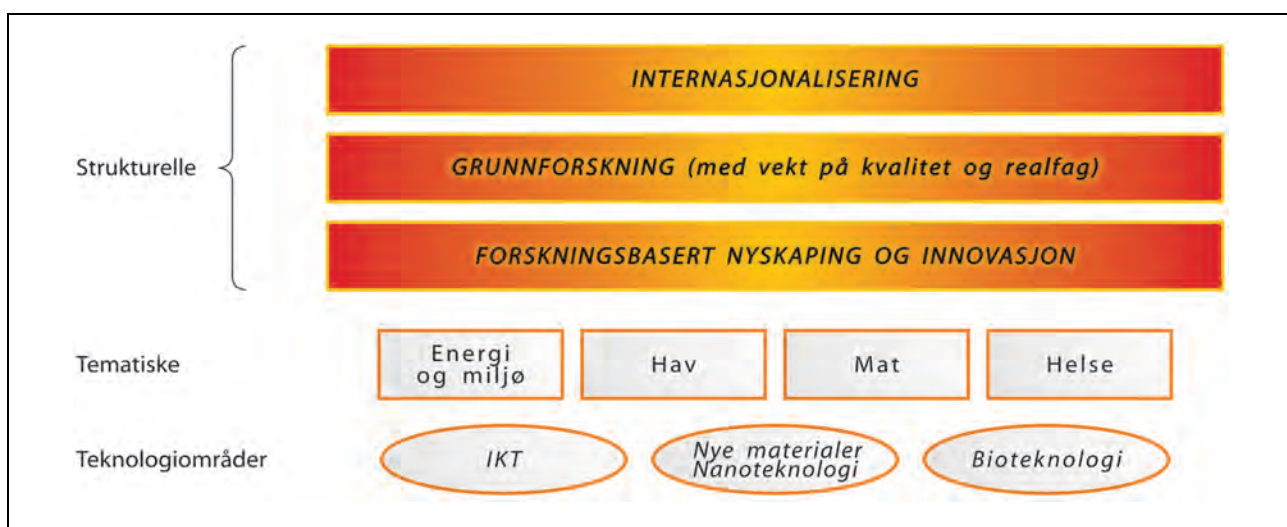 INTERNASJONALISERING
Strukturelle
GRUNNFORSKNING (med vekt på kvalitet og realfag)
FORSKNINGSBASERT NYSKAPING OG INNOVASJON
Tematiske
Energi
og miljø
Hav
Mat
Helse
Teknologiområder
IKT
Nye materialer
Nanoteknologi
Bioteknologi